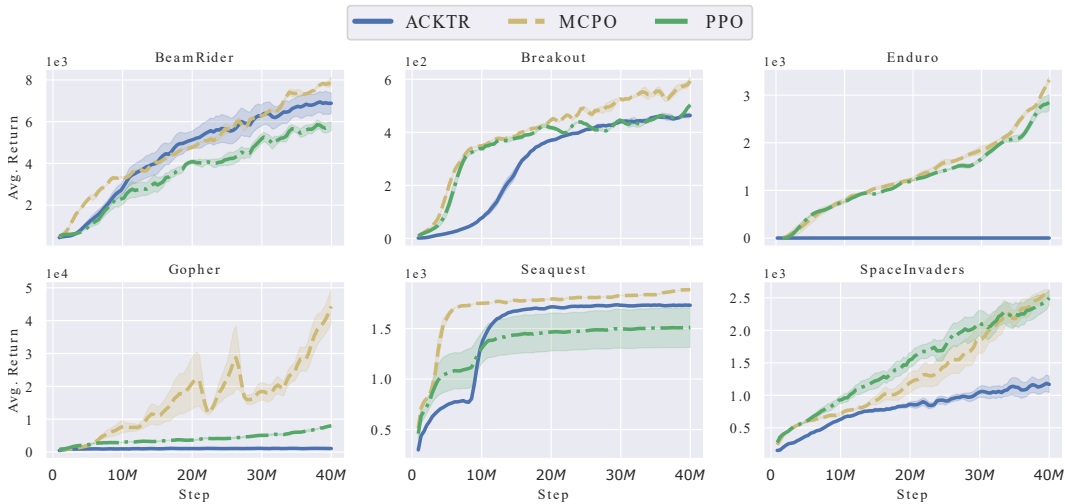 ACKTR MCPO PPO
BeamRider Breakout Enduro
1e3 1e2 1e3
8
6
4
2
Avg. Return
6
4
2
0
3
2
1
0
Gopher Seaquest SpaceInvaders
1e4 1e3 1e3
5
4
3
2
1
0
Avg. Return
1.5
1.0
0.5
2.5
2.0
1.5
1.0
0.5
10M 20M 30M 40M 10M 20M 30M 40M 10M 20M 30M 40M
Step Step Step